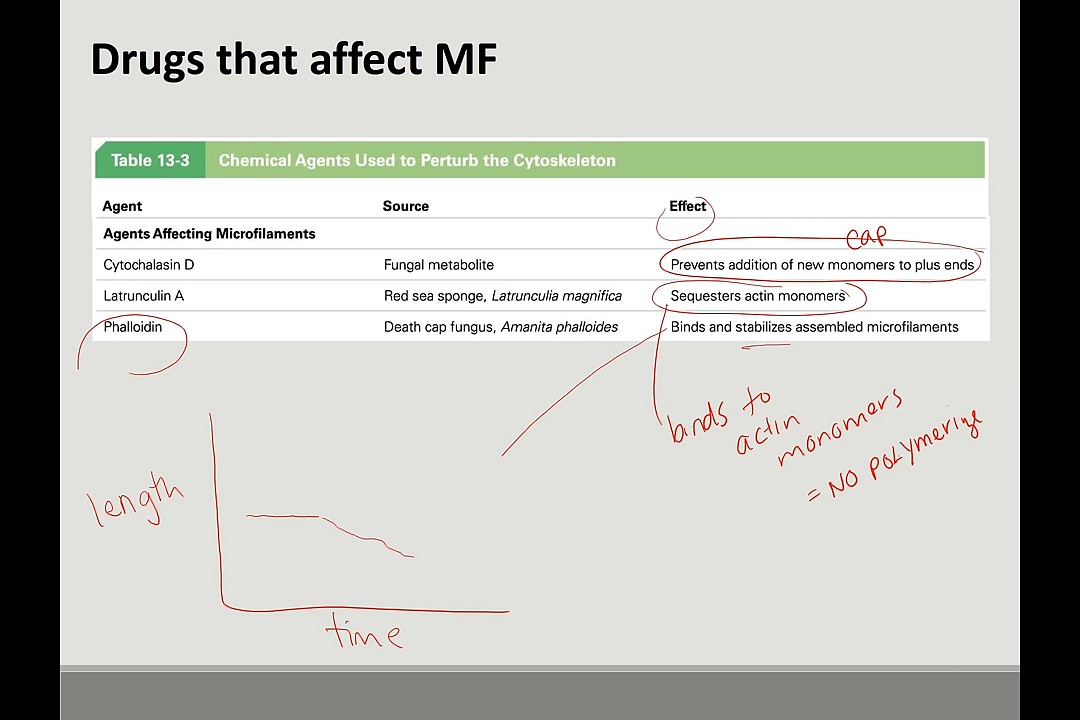 Drugs that affect MF
Table 13-3 Chemical Agents Used to Perturb the Cytoskeleton
Agent Source Effect
Agents Affecting Microfilaments
cap
Cytochalasin D Fungal metabolite Prevents addition of new monomers to plus ends
Latrunculin A Red sea sponge, Latrunculia magnifica Sequesters actin monomers
Phalloidin Death cap fungus, Amanita phalloides Binds and stabilizes assembled microfilaments
binds to
actin
monomers
= NO POLYmerize
length
time